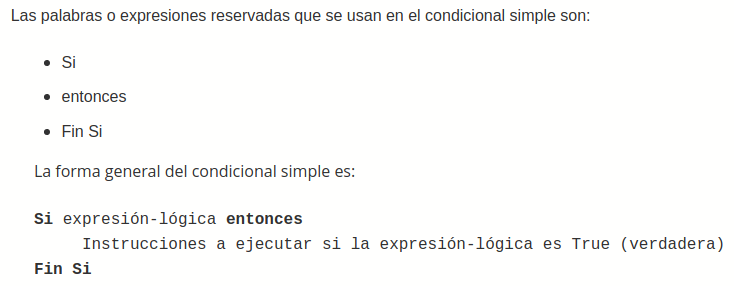 Las palabras o expresiones reservadas que se usan en el condicional simple son:
Si
entonces
Fin Si
La forma general del condicional simple es:
Si expresión-lógica entonces
Instrucciones a ejecutar si la expresión-lógica es True (verdadera)
Fin Si